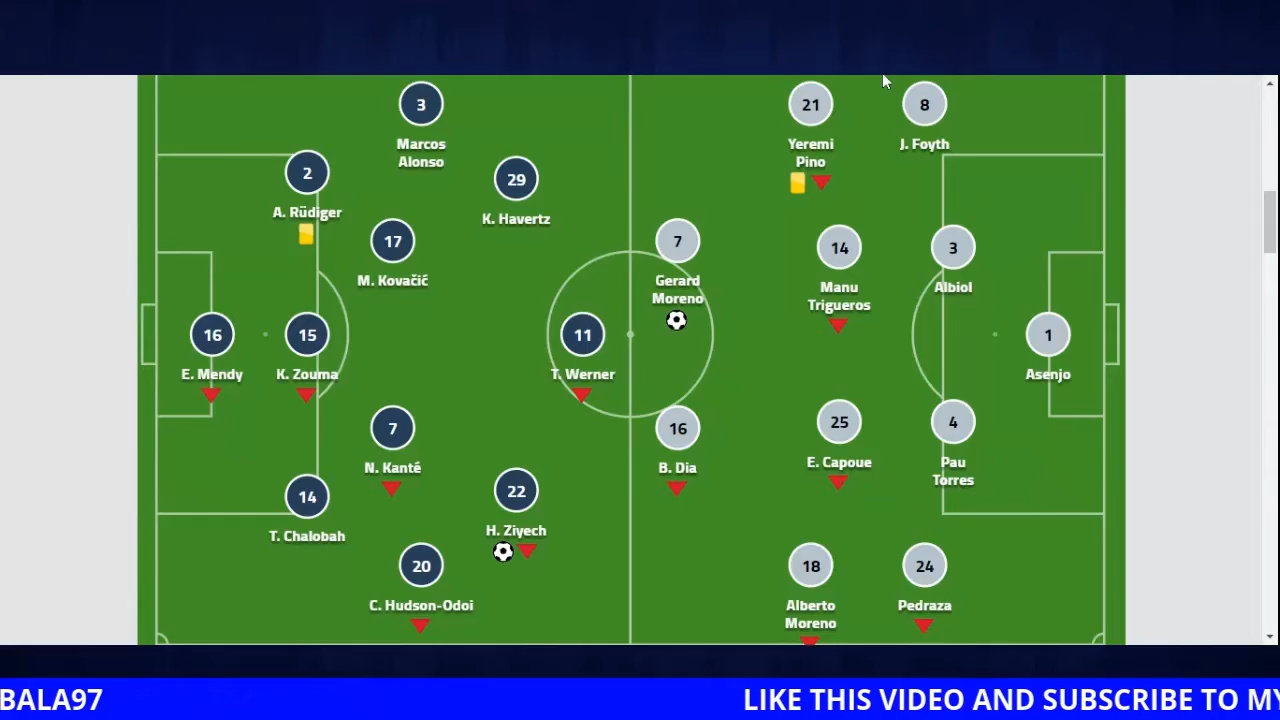 3
Marcos
Alonso
21
Yeremi
Pino
8
J. Foyth
2
A. Rüdiger
29
K. Havertz
17
M. Kovačić
7
Gerard
Moreno
14
Manu
Trigueros
3
Albiol
16
E. Mendy
15
K. Zouma
11
T. Werner
1
Asenjo
7
N. Kanté
16
B. Dia
25
E. Capoue
4
Pau
Torres
14
T. Chalobah
22
H. Ziyech
20
C. Hudson-Odoi
18
Alberto
Moreno
24
Pedraza
BALA97
LIKE THIS VIDEO AND SUBSCRIBE TO MY